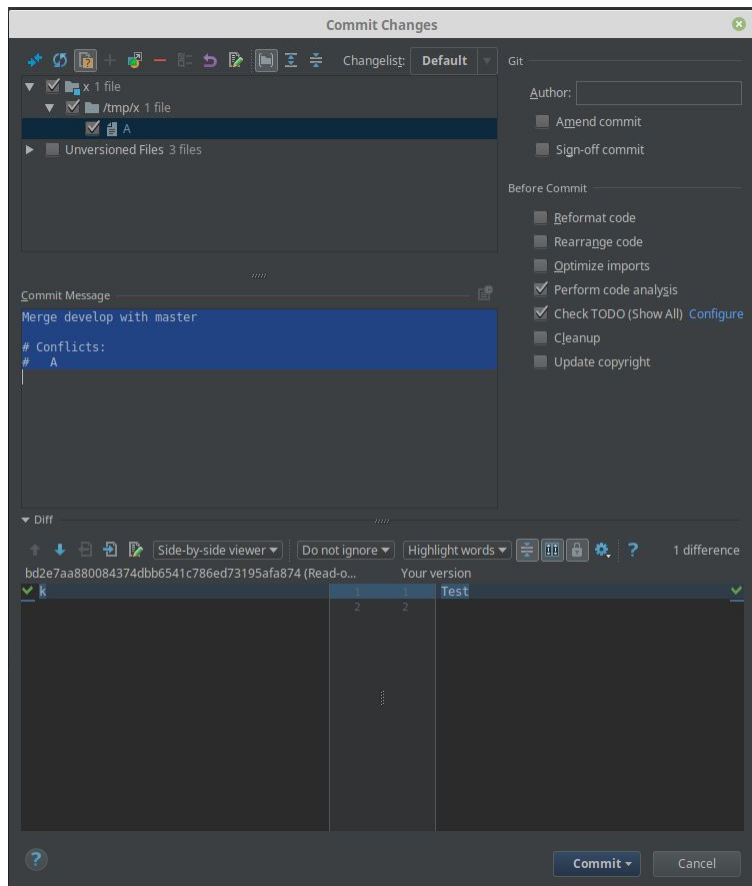 Commit Changes
Changelist: Default
x 1 file
/tmp/x 1 file
A
Unversioned Files 3 files
Git
Author:
Amend commit
Sign-off commit
Before Commit
Reformat code
Rearrange code
Optimize imports
Perform code analysis
Check TODO (Show All) Configure
Cleanup
Update copyright
Commit Message
Merge develop with master
# Conflicts:
#   A
Diff
Side-by-side viewer Do not ignore Highlight words ? 1 difference
bd2e7aa880084374dbb6541c786ed73195afa874 (Read-o... Your version
k 1 1 Test
2 2
? Commit Cancel